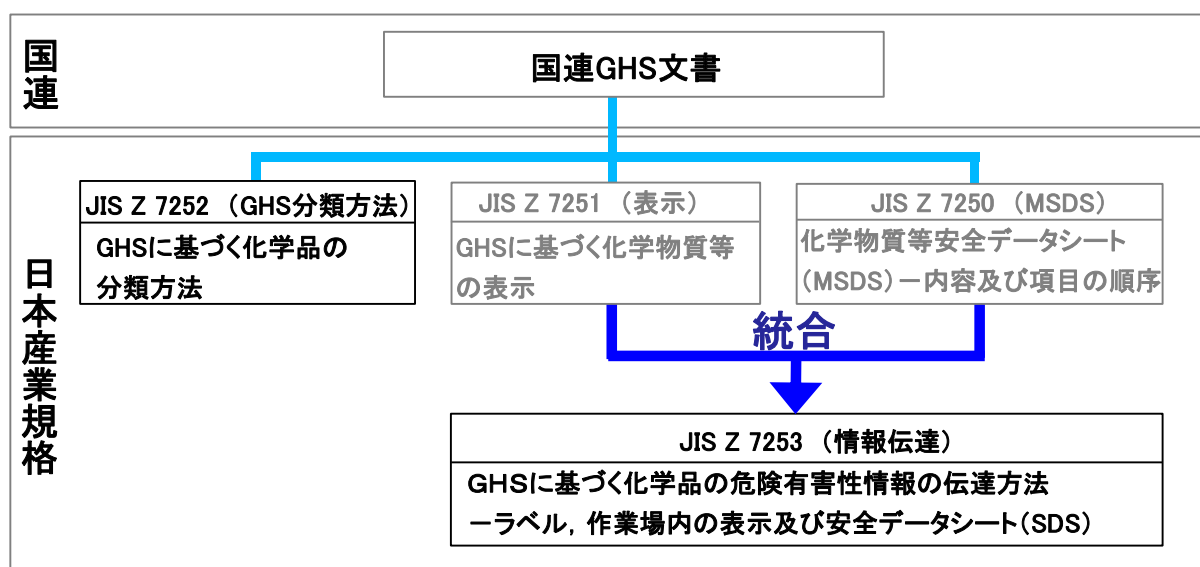 国連
国連GHS文書
日本産業規格
JIS Z 7252 （GHS分類方法）
GHSに基づく化学品の
分類方法
JIS Z 7251 （表示）
GHSに基づく化学物質等
の表示
JIS Z 7250 （MSDS）
化学物質等安全データシート
（MSDS）－内容及び項目の順序
統合
JIS Z 7253 （情報伝達）
GHSに基づく化学品の危険有害性情報の伝達方法
－ラベル，作業場内の表示及び安全データシート（SDS）